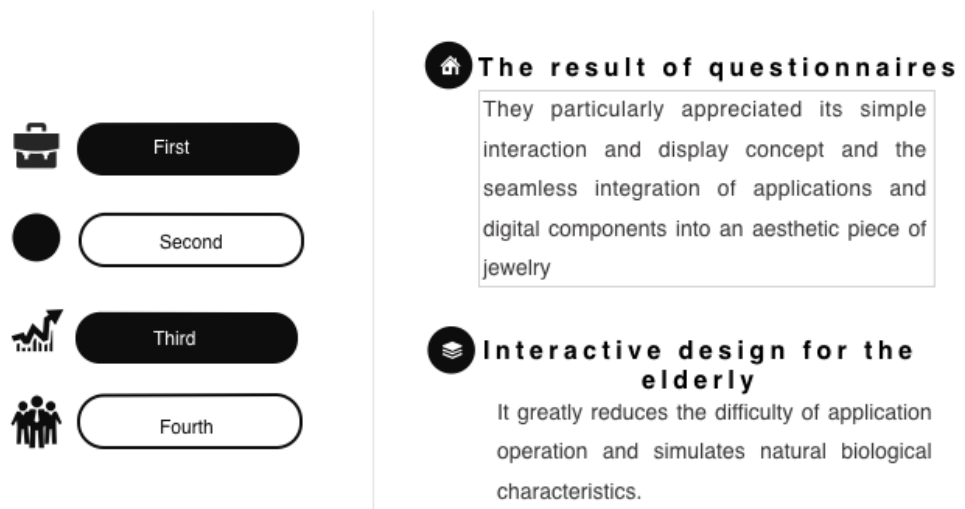 First
Second
Third
Fourth
The result of questionnaires
They particularly appreciated its simple
interaction and display concept and the
seamless integration of applications and
digital components into an aesthetic piece of
jewelry
Interactive design for the
elderly
It greatly reduces the difficulty of application
operation and simulates natural biological
characteristics.